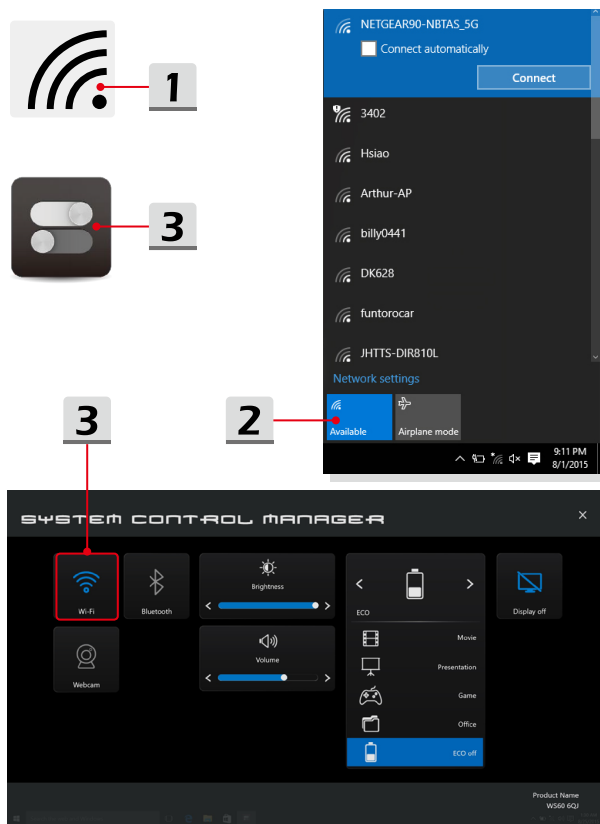 1
3
NETGEAR90-NBTAS_5G
Connect automatically
Connect
3402
Hsiao
Arthur-AP
billy0441
DK628
funtorocar
JHTTS-DIR810L
Network settings
Available
Airplane mode
9:11 PM
8/1/2015
2
3
SYSTEM CONTROL MANAGER
Wi-Fi
Bluetooth
Webcam
Brightness
Volume
ECO
Movie
Presentation
Game
Office
ECO off
Display off
Product Name
WS60 6QJ